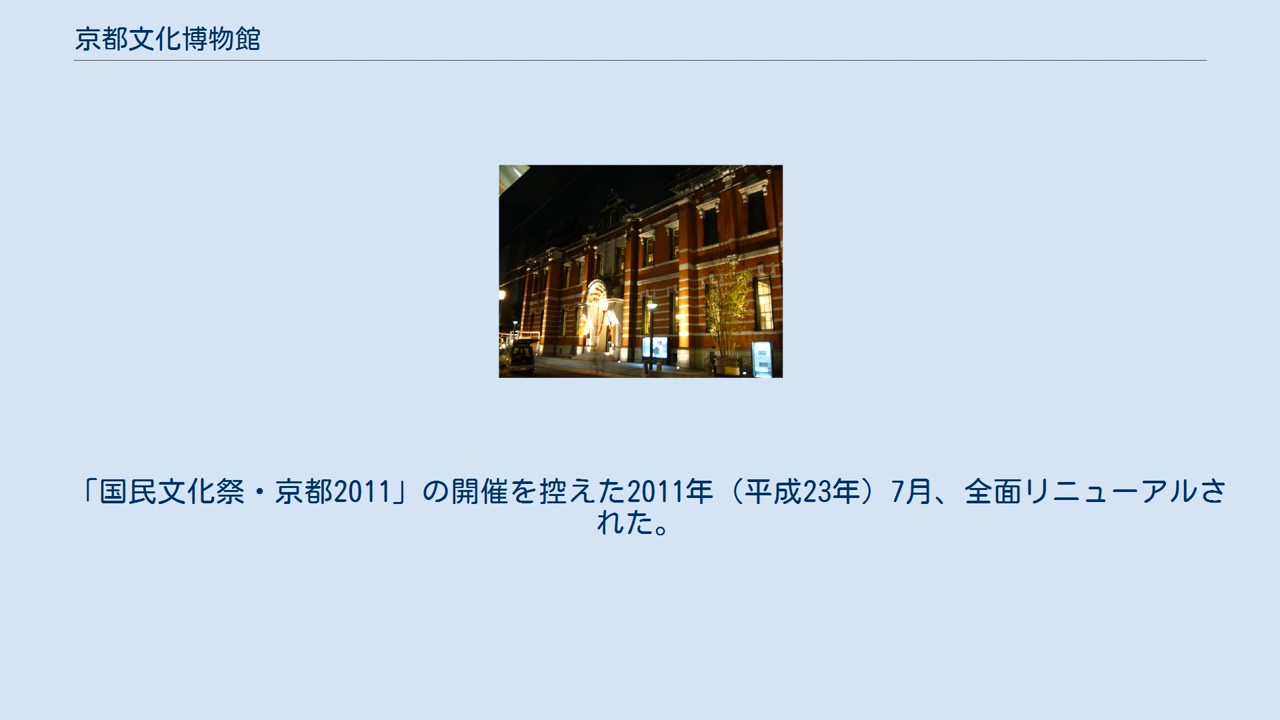 京都文化博物館
「国民文化祭・京都2011」の開催を控えた2011年（平成23年）7月、全面リニューアルさ
れた。